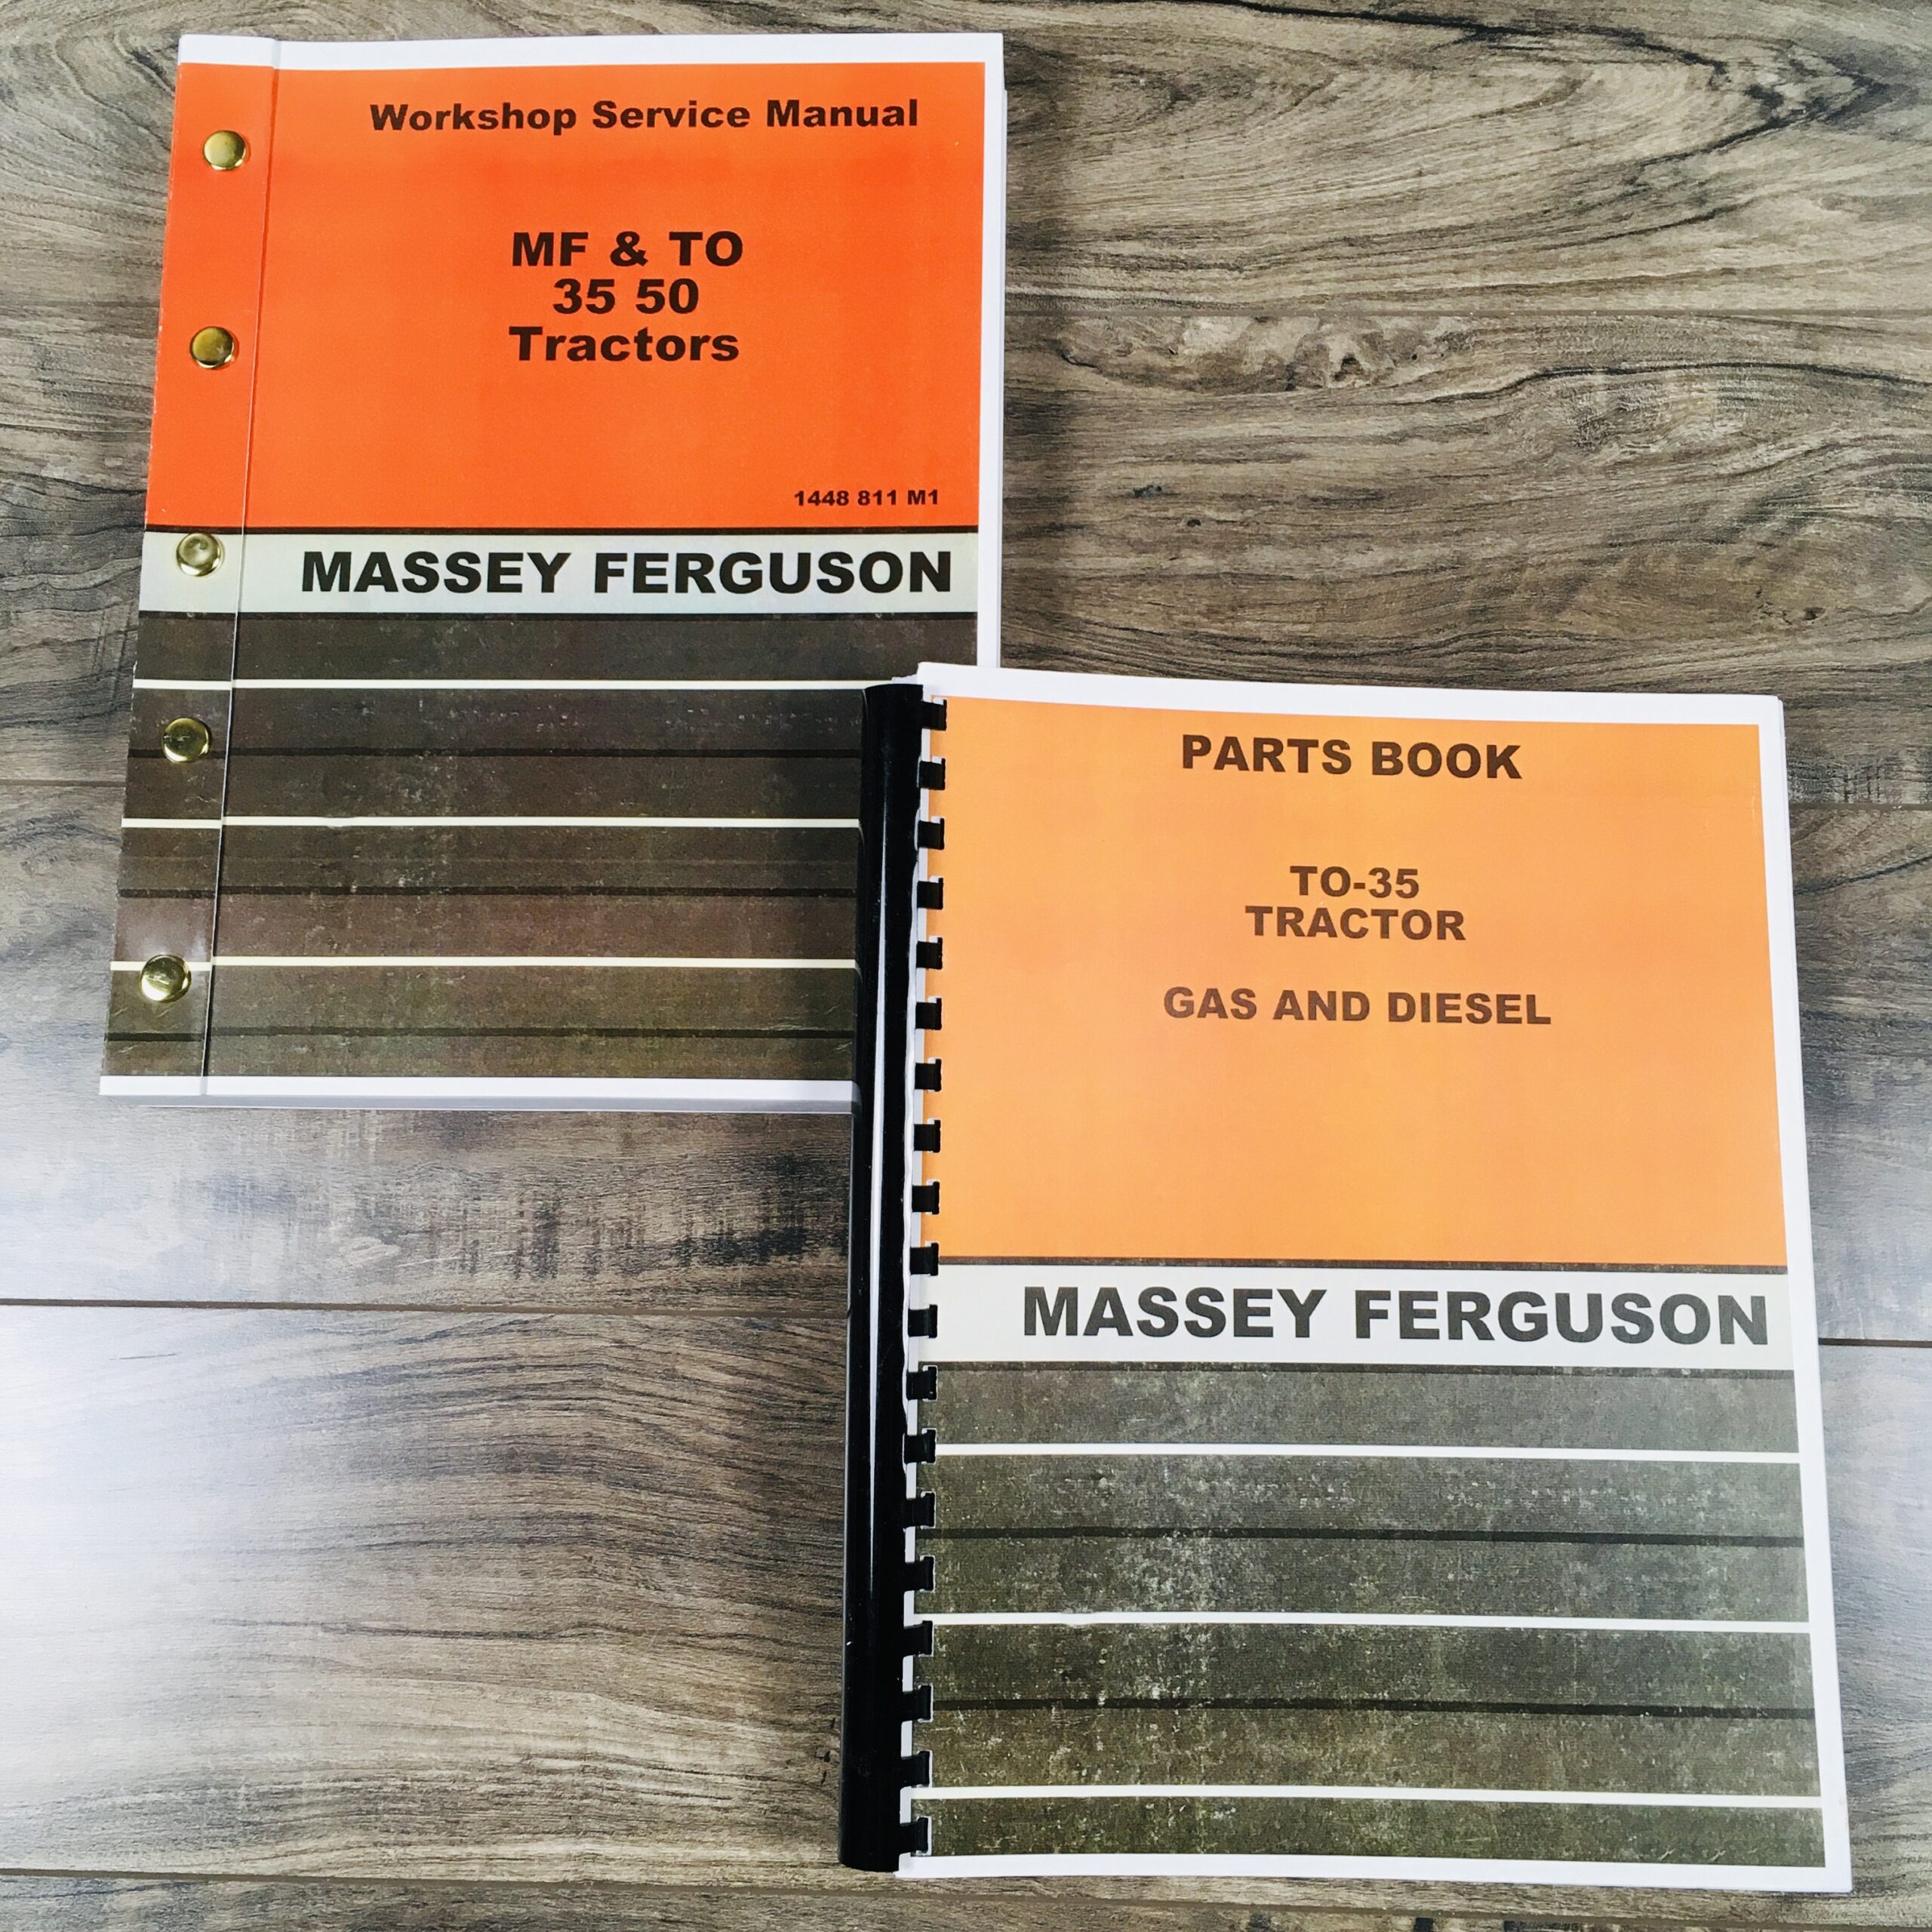 Workshop Service Manual
MF & TO
35 50
Tractors
1448 811 M1
MASSEY FERGUSON
PARTS BOOK
TO-35
TRACTOR
GAS AND DIESEL
MASSEY FERGUSON